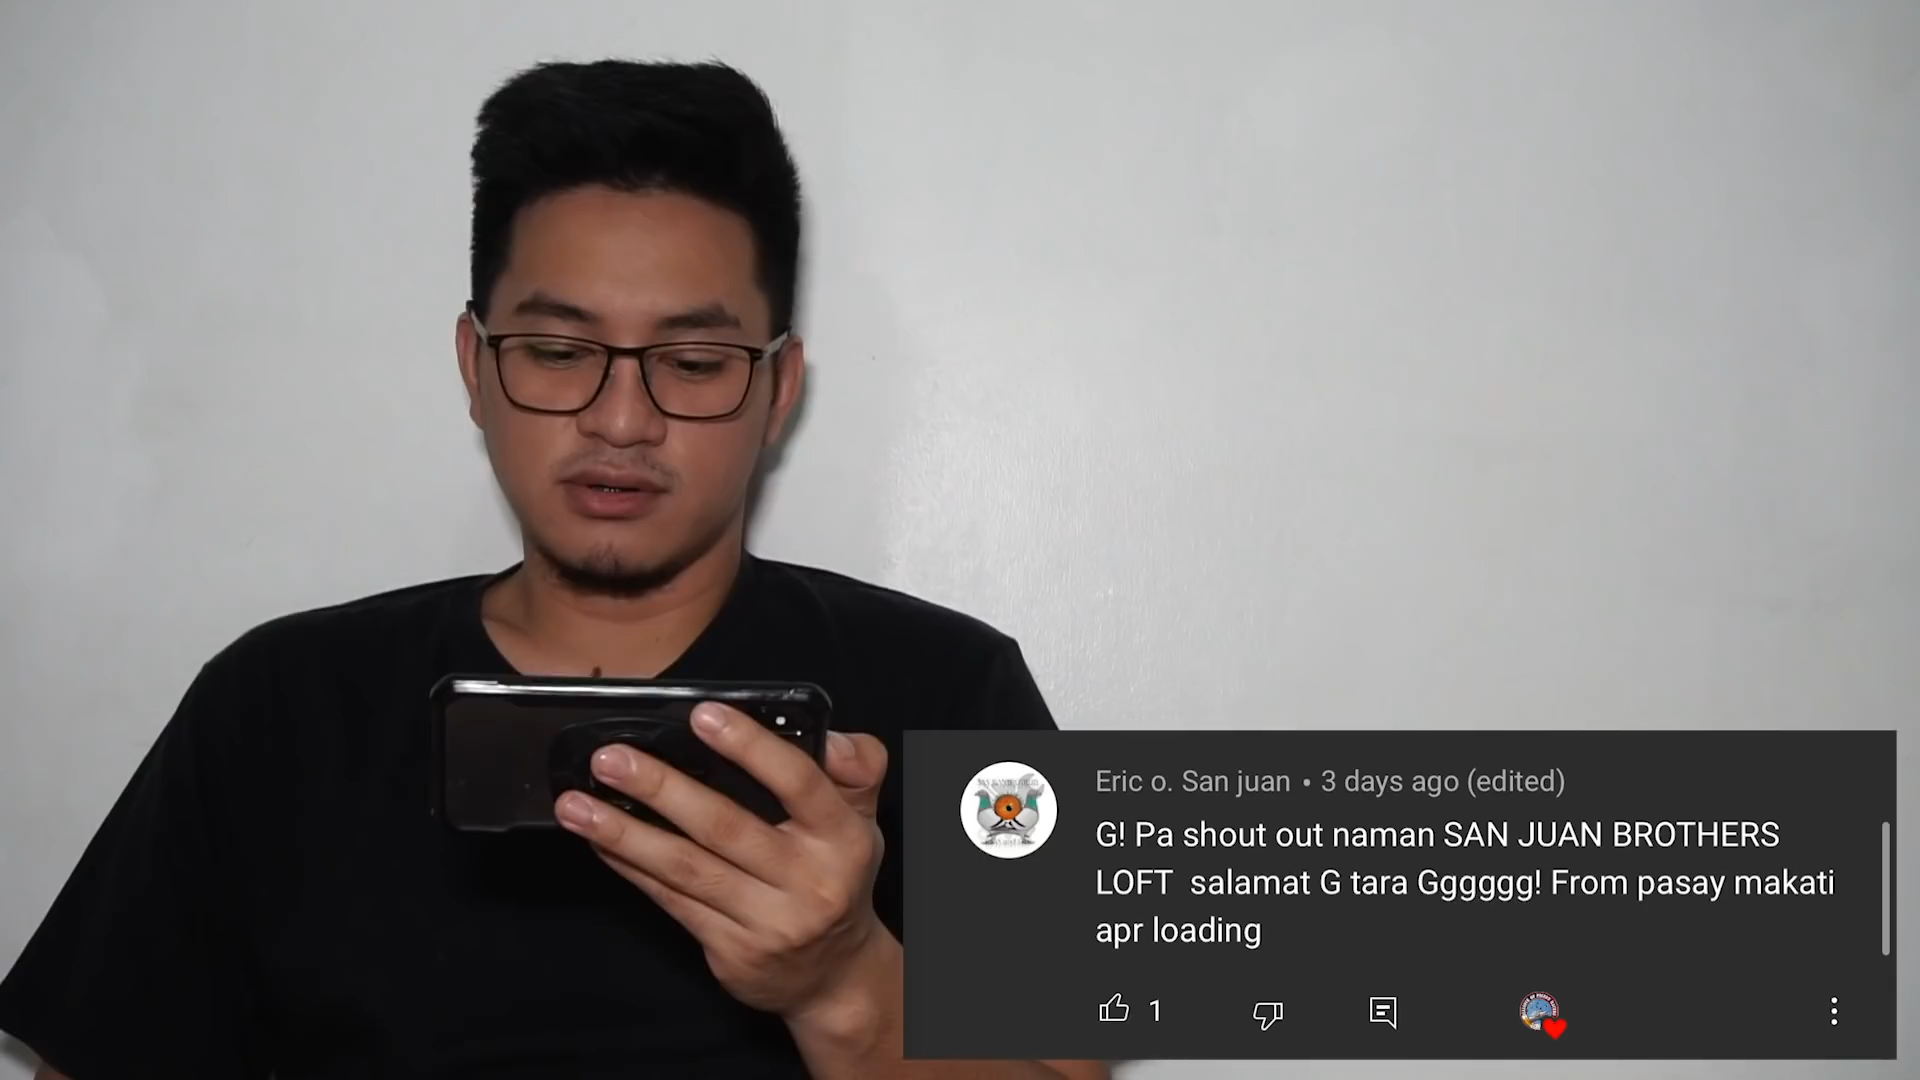 Eric o. San juan • 3 days ago (edited)
G! Pa shout out naman SAN JUAN BROTHERS
LOFT salamat G tara Gggggg! From pasay makati
apr loading
1